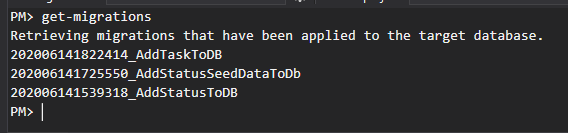 PM> get-migrations
Retrieving migrations that have been applied to the target database.
202006141822414_AddTaskToDB
202006141725550_AddStatusSeedDataToDb
202006141539318_AddStatusToDB
PM>